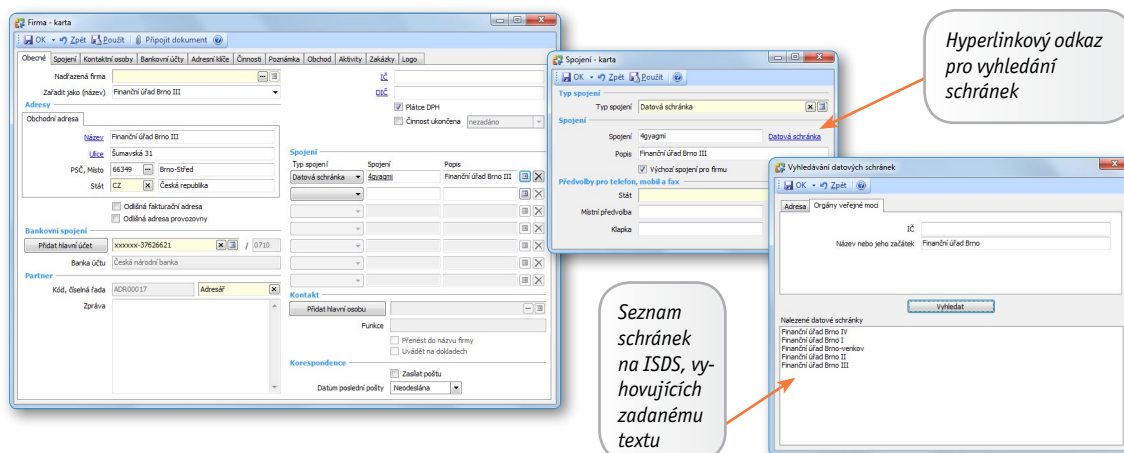 Firma - karta
OK Zpět Použít Připojit dokument
Obecné Spojení Kontaktní osoby Bankovní účty Adresní klíče Činnosti Poznámka Obchod Aktivity Zakázky Logo
Nadřazená firma
IČ
Zařadit jako (název) Finanční úřad Brno III
DIČ
Adresy
Plátce DPH
Obchodní adresa
Činnost ukončena nezadáno
Název Finanční úřad Brno III
Ulice Šumavská 31
PSČ, Místo 66349 Brno-Střed
Stát CZ Česká republika
Odlišná fakturační adresa
Odlišná adresa provozovny
Bankovní spojení
Přidat hlavní účet xxxxxx-37626621 / 0710
Banka účtu Česká národní banka
Partner
Kód, číselná řada ADR00017 Adresář
Zpráva
Spojení
Typ spojení Spojení Popis
Datová schránka 4gyagmi Finanční úřad Brno III
Kontakt
Přidat hlavní osobu
Funkce
Přenést do názvu firmy
Uvádět na dokladech
Korespondence
Zasílat poštu
Datum poslední pošty Neodeslána
Spojení - karta
OK Zpět Použít
Typ spojení
Typ spojení Datová schránka
Spojení
Spojení 4gyagmi Datová schránka
Popis Finanční úřad Brno III
Výchozí spojení pro firmu
Předvolby pro telefon, mobil a fax
Stát
Místní předvolba
Klapka
Hyperlinkový odkaz
pro vyhledání
schránek
Vyhledávání datových schránek
OK Zpět
Adresa Orgány veřejné moci
IČ
Název nebo jeho začátek Finanční úřad Brno
Vyhledat
Nalezené datové schránky
Finanční úřad Brno IV
Finanční úřad Brno I
Finanční úřad Brno-venkov
Finanční úřad Brno II
Finanční úřad Brno III
Seznam
schránek
na ISDS, vy-
hovujících
zadanému
textu